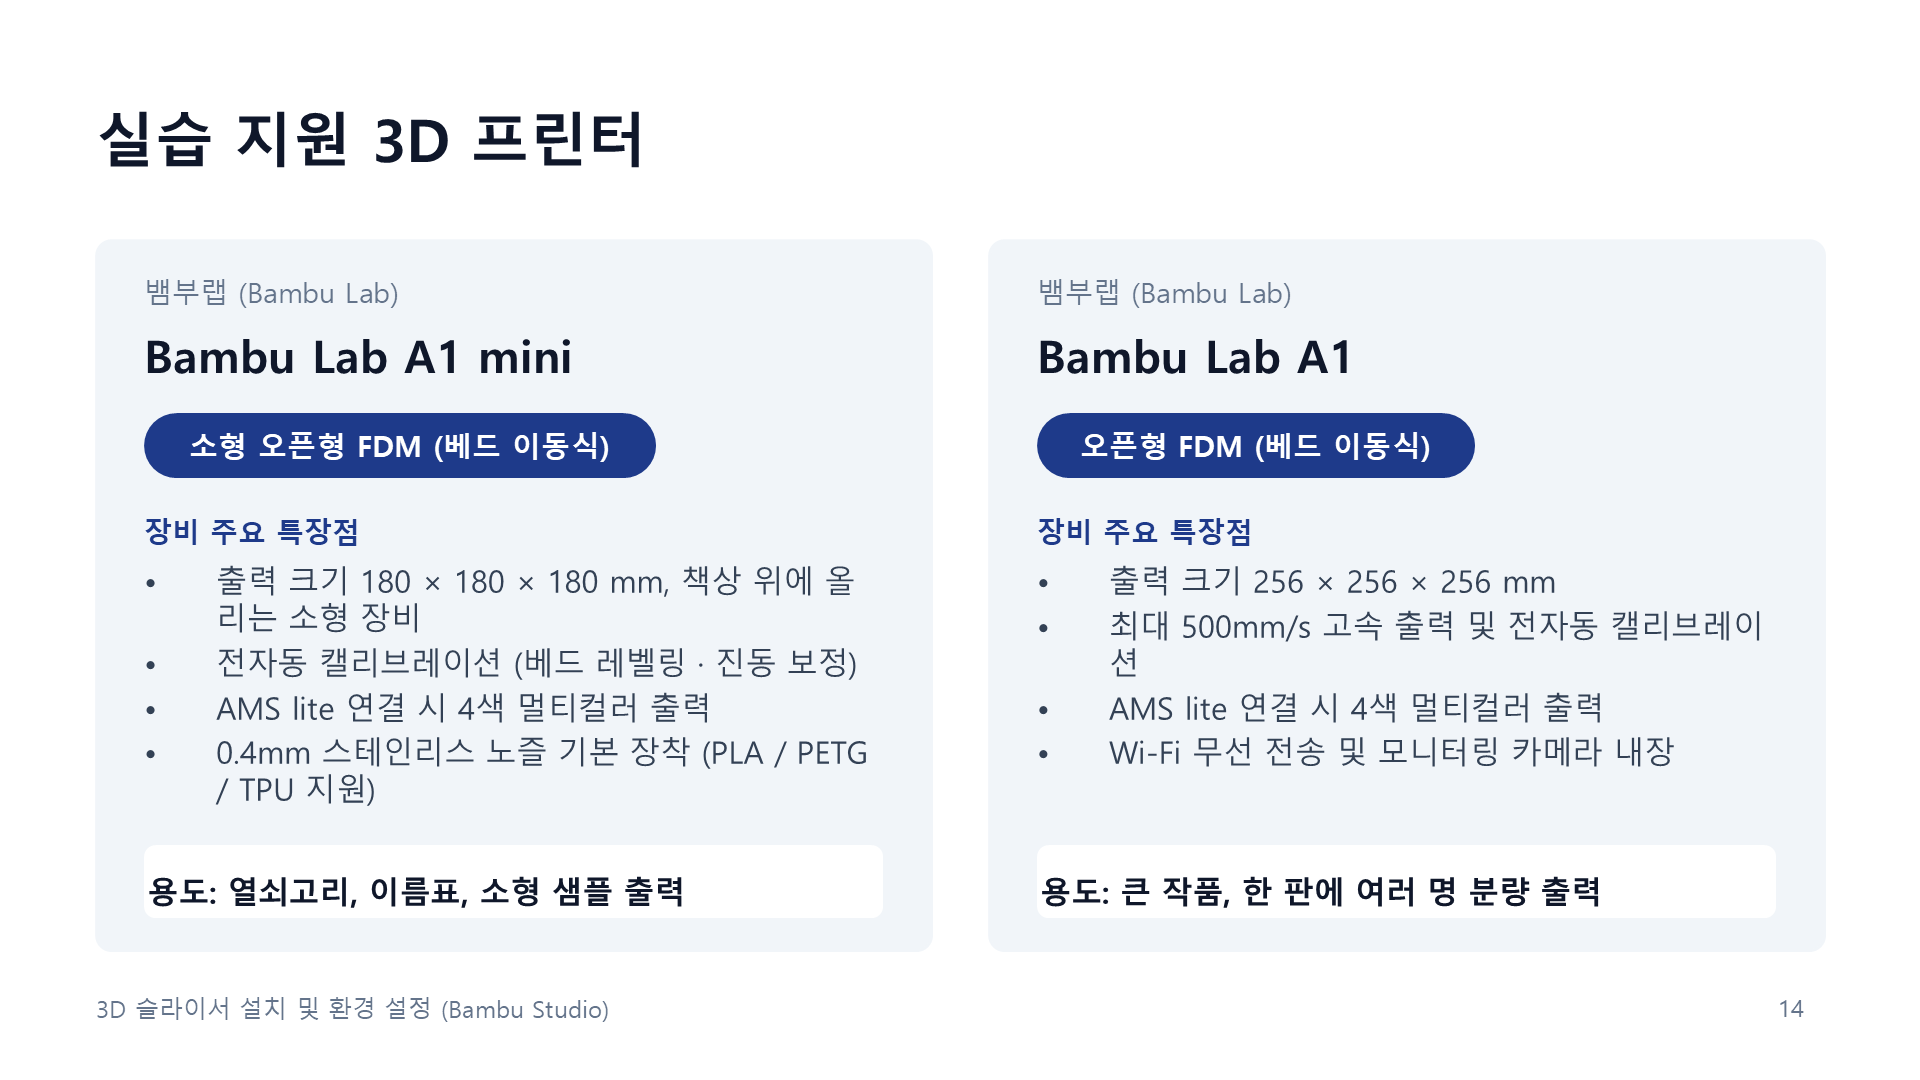 실습 지원 3D 프린터
뱀부랩 (Bambu Lab)
Bambu Lab A1 mini
소형 오픈형 FDM (베드 이동식)
장비 주요 특장점
• 출력 크기 180 × 180 × 180 mm, 책상 위에 올
리는 소형 장비
• 전자동 캘리브레이션 (베드 레벨링 · 진동 보정)
• AMS lite 연결 시 4색 멀티컬러 출력
• 0.4mm 스테인리스 노즐 기본 장착 (PLA / PETG
/ TPU 지원)
용도: 열쇠고리, 이름표, 소형 샘플 출력
뱀부랩 (Bambu Lab)
Bambu Lab A1
오픈형 FDM (베드 이동식)
장비 주요 특장점
• 출력 크기 256 × 256 × 256 mm
• 최대 500mm/s 고속 출력 및 전자동 캘리브레이
션
• AMS lite 연결 시 4색 멀티컬러 출력
• Wi-Fi 무선 전송 및 모니터링 카메라 내장
용도: 큰 작품, 한 판에 여러 명 분량 출력
3D 슬라이서 설치 및 환경 설정 (Bambu Studio)
14